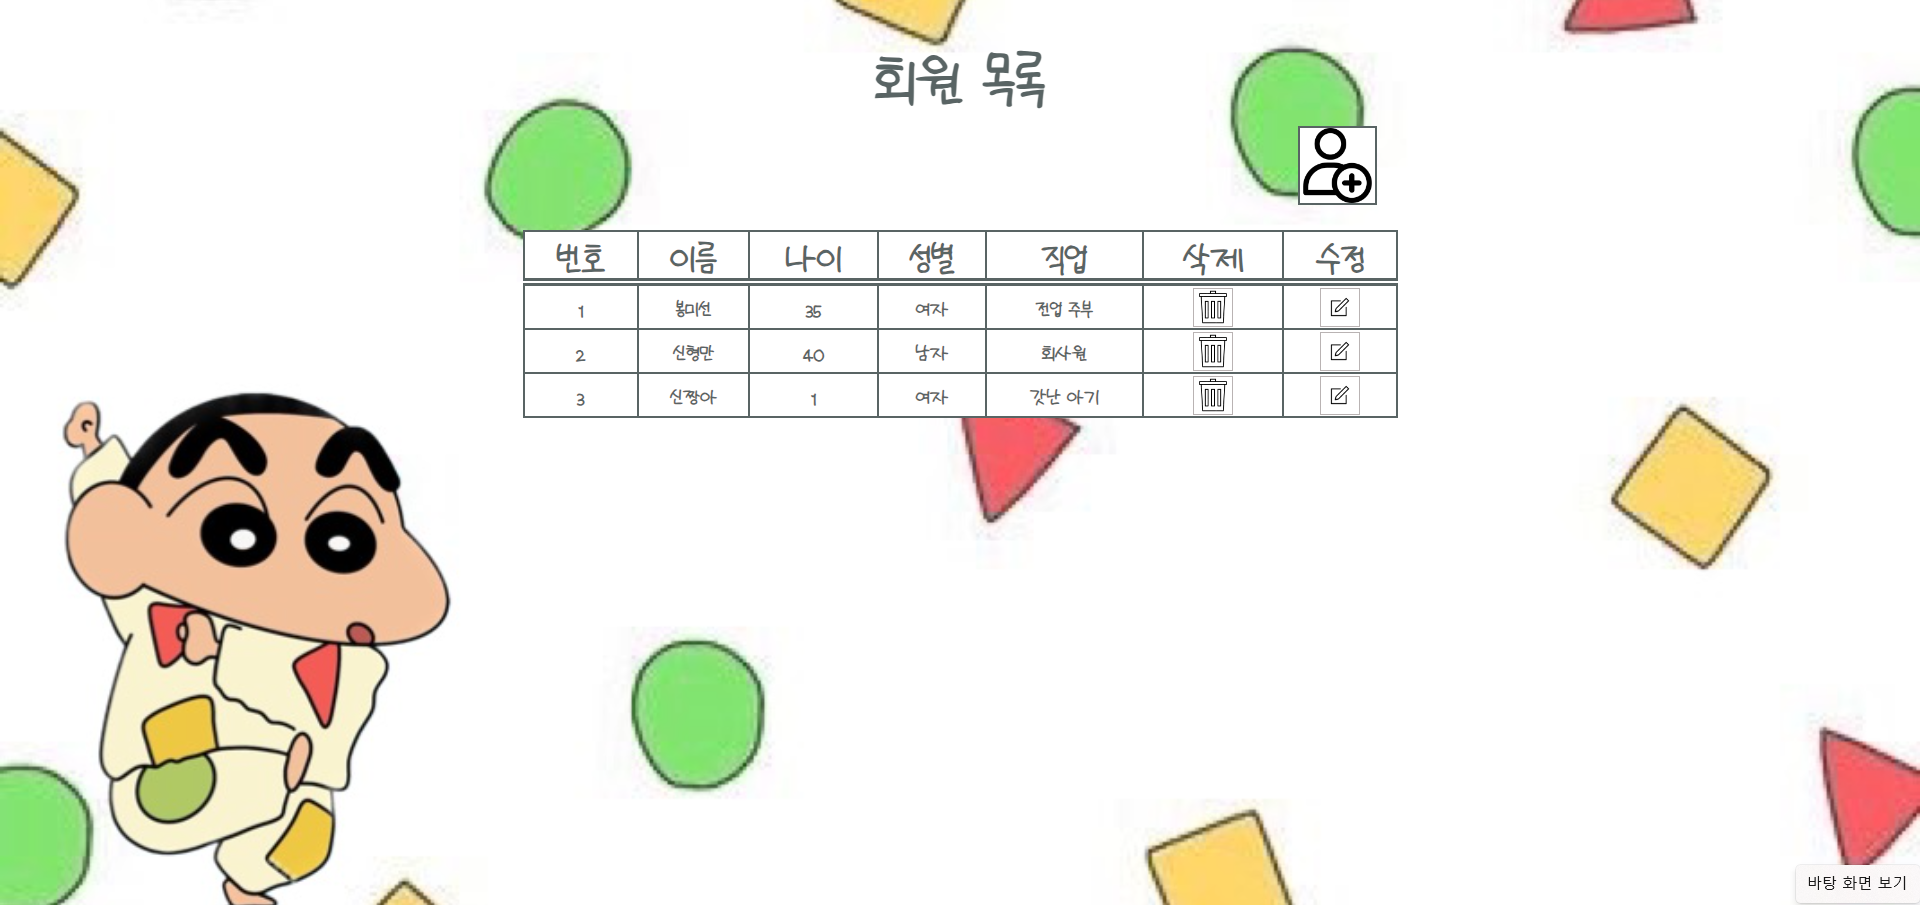 회원 목록
번호 이름 나이 성별 직업 삭제 수정
1 봉미선 35 여자 전업 주부
2 신형만 40 남자 회사원
3 신짱아 1 여자 갓난 아기
바탕 화면 보기